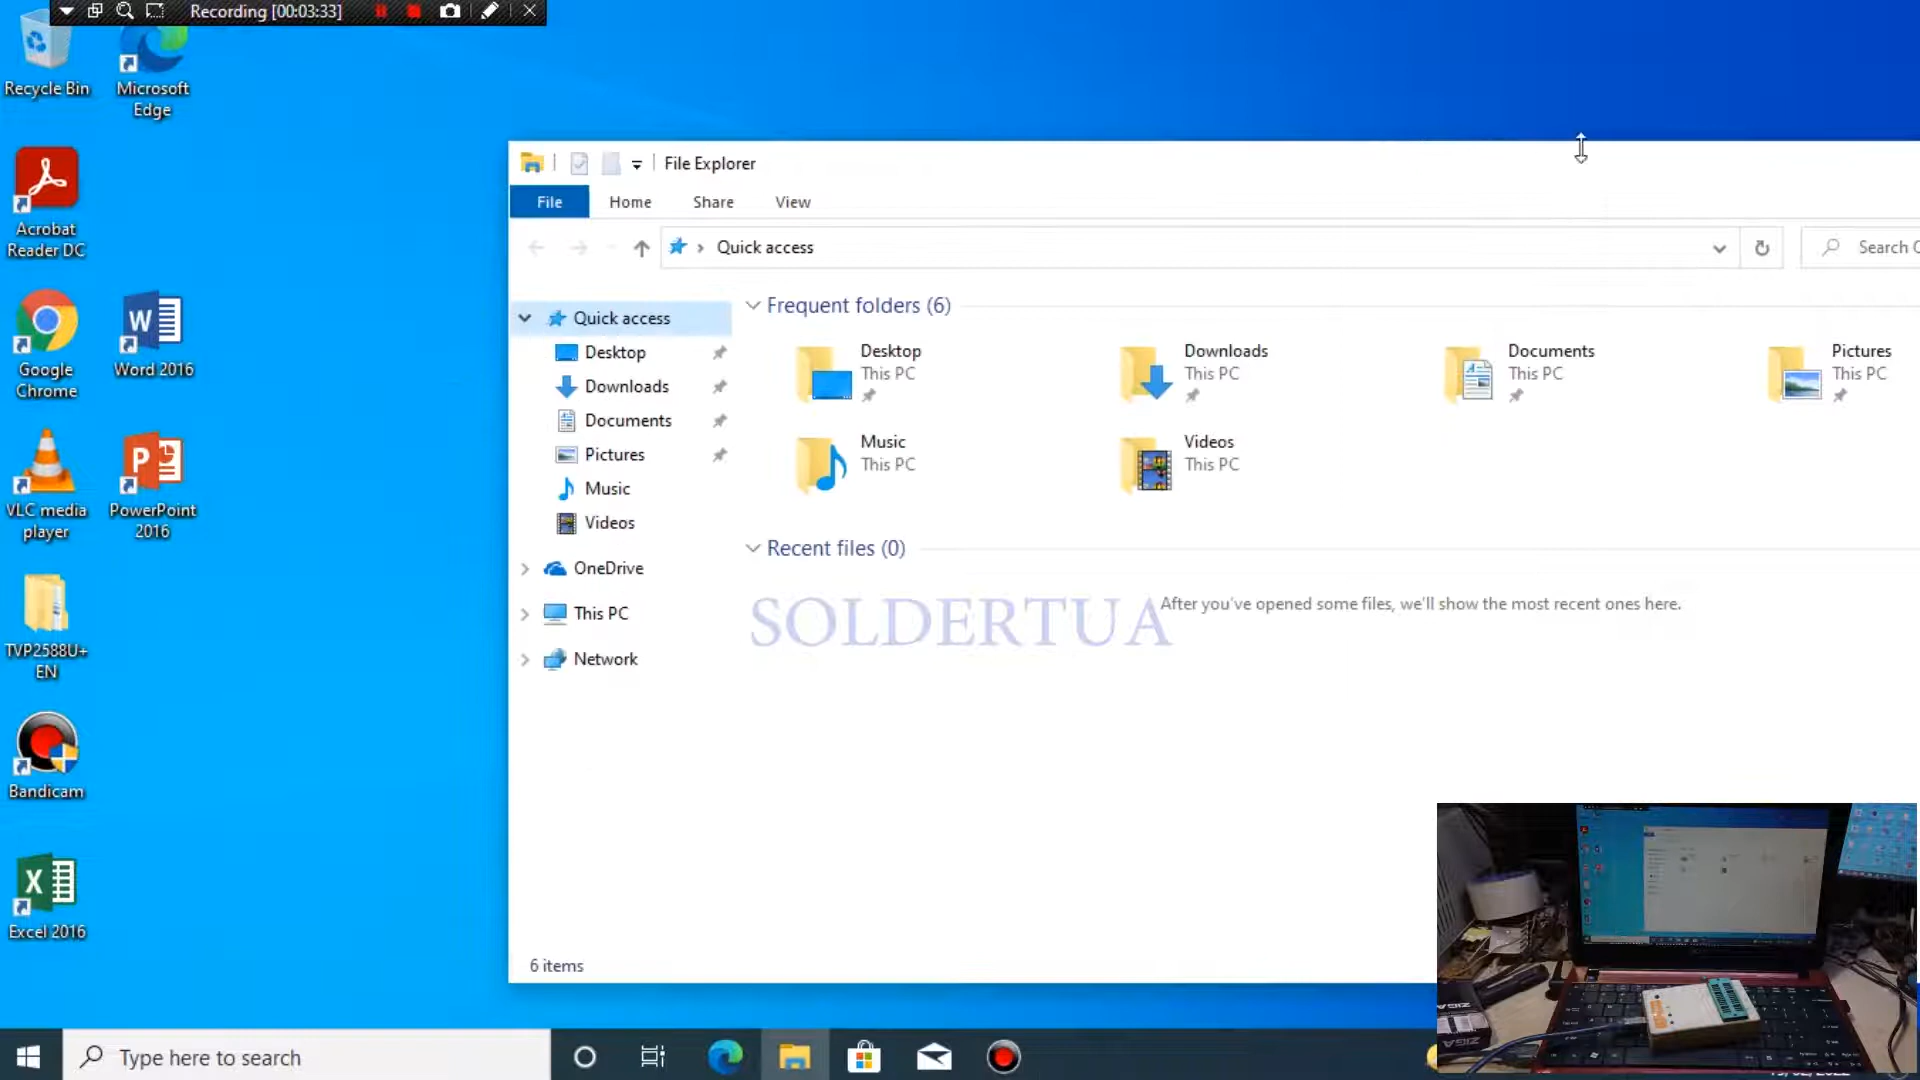 Recording [00:03:33]
Recycle Bin
Microsoft
Edge
Acrobat
Reader DC
Google
Chrome
Word 2016
VLC media
player
PowerPoint
2016
TVP2588U+
EN
Bandicam
Excel 2016
File Explorer
File
Home
Share
View
Quick access
Search
Quick access
Desktop
Downloads
Documents
Pictures
Music
Videos
OneDrive
This PC
Network
Frequent folders (6)
Desktop
This PC
Downloads
This PC
Documents
This PC
Pictures
This PC
Music
This PC
Videos
This PC
Recent files (0)
After you've opened some files, we'll show the most recent ones here.
SOLDERTUA
6 items
ZIGA
Type here to search